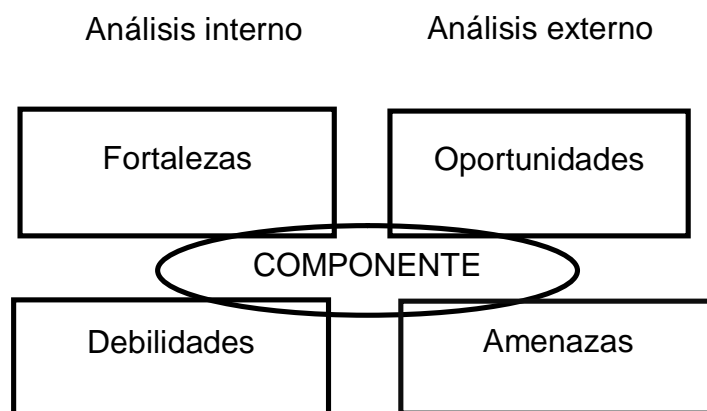 Análisis interno
Análisis externo
Fortalezas
Oportunidades
COMPONENTE
Debilidades
Amenazas